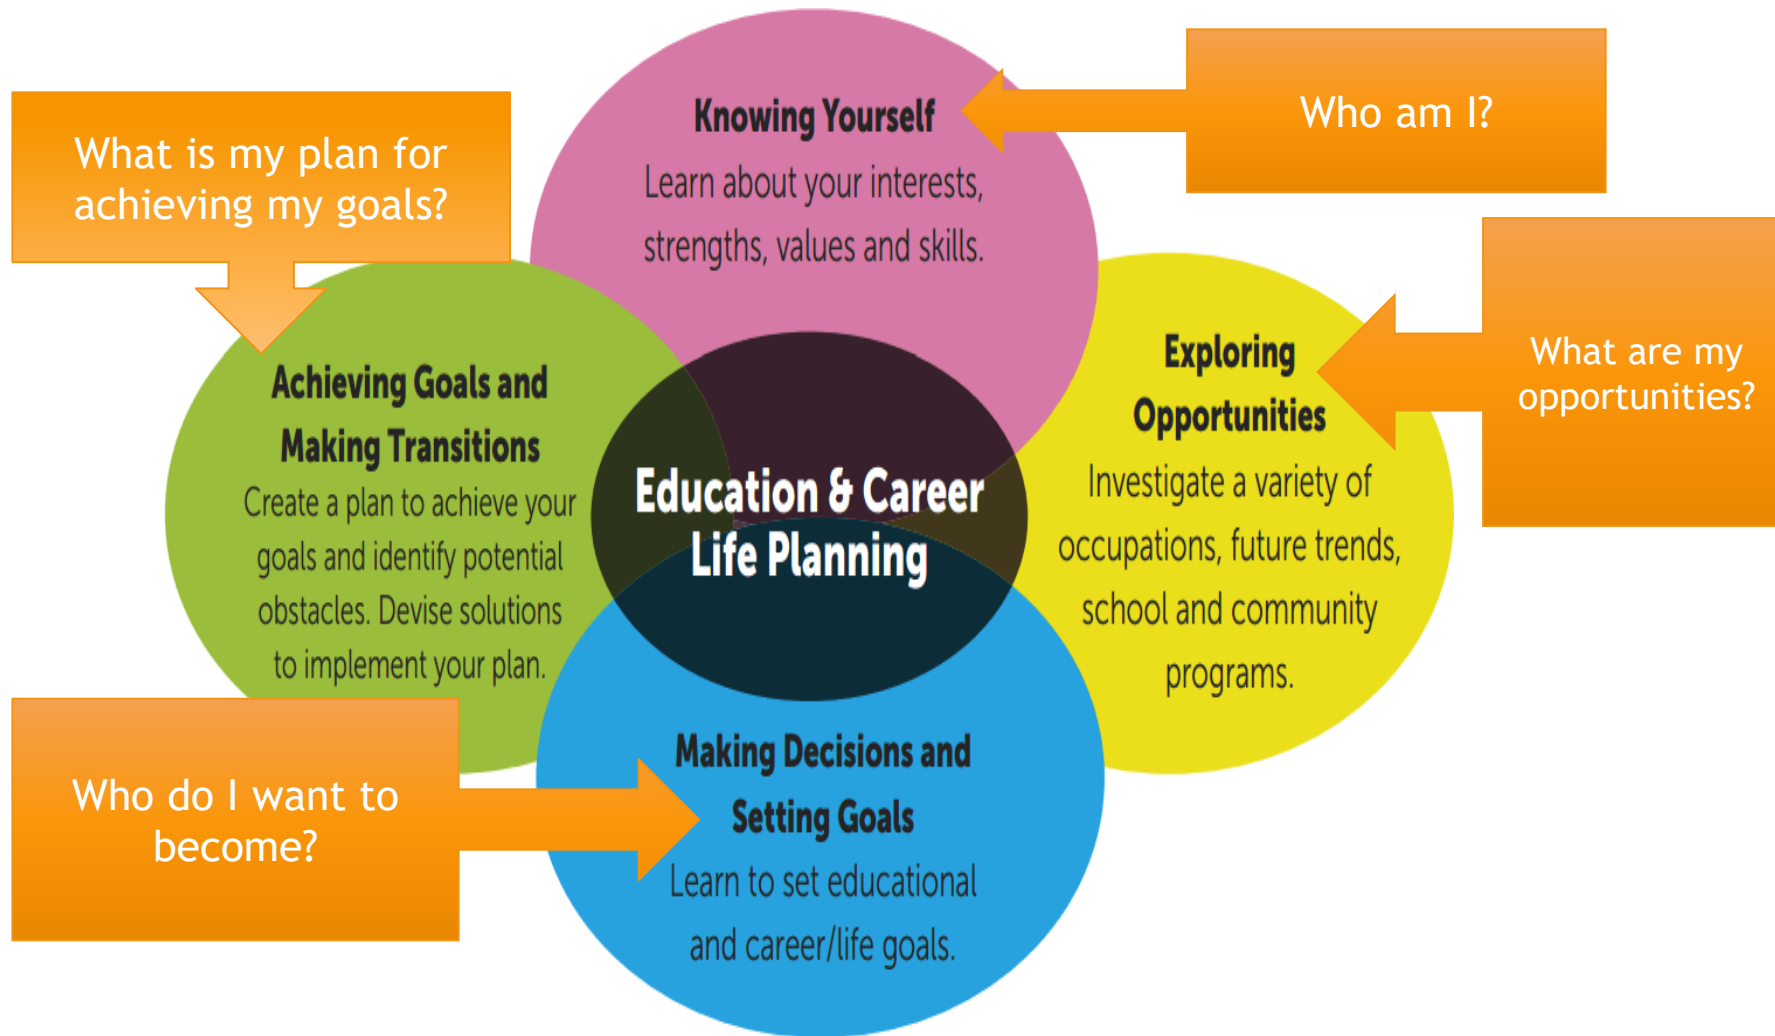 Knowing Yourself
Learn about your interests,
strengths, values and skills.
Who am I?
What is my plan for
achieving my goals?
Achieving Goals and
Making Transitions
Create a plan to achieve your
goals and identify potential
obstacles. Devise solutions
to implement your plan.
Education & Career
Life Planning
Exploring
Opportunities
Investigate a variety of
occupations, future trends,
school and community
programs.
What are my
opportunities?
Who do I want to
become?
Making Decisions and
Setting Goals
Learn to set educational
and career/life goals.